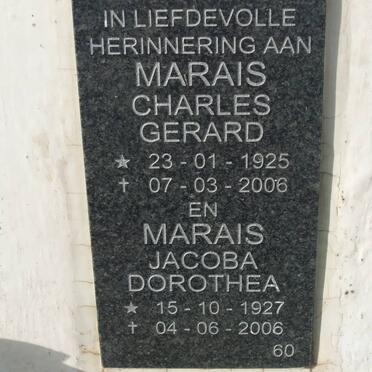 IN LIEFDEVOLLE
HERINNERING AAN
MARAIS
CHARLES
GERARD
★ 23 - 01 - 1925
✝ 07 - 03 - 2006
EN
MARAIS
JACOBA
DOROTHEA
★ 15 - 10 - 1927
✝ 04 - 06 - 2006
60